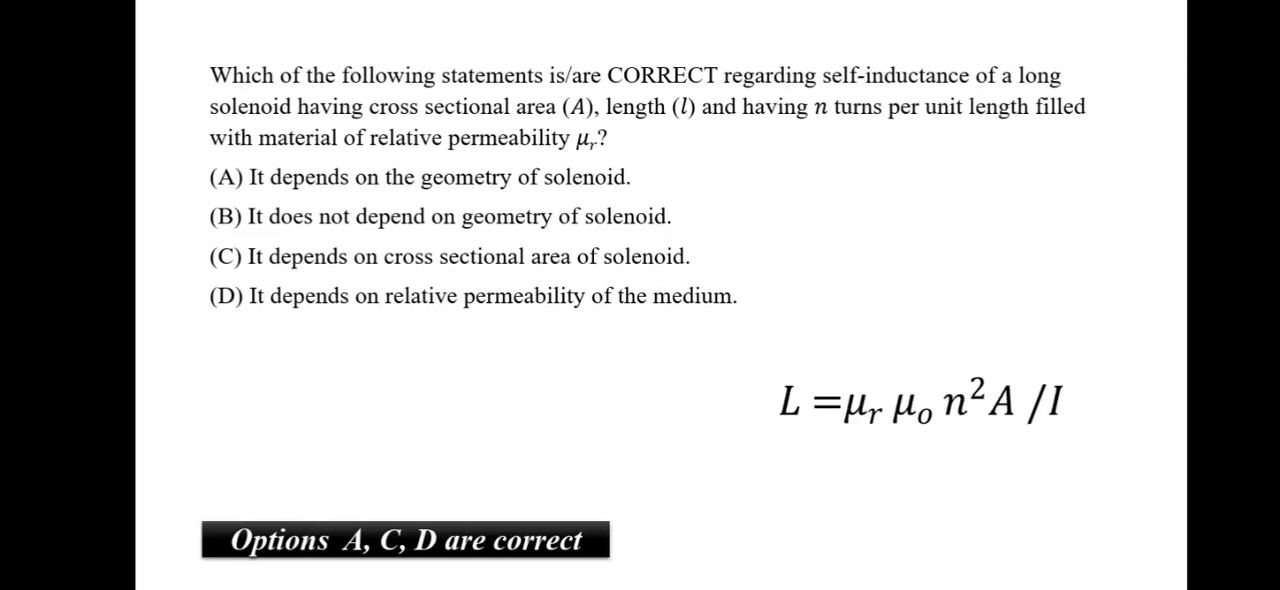 Which of the following statements is/are CORRECT regarding self-inductance of a long
solenoid having cross sectional area (A), length (l) and having n turns per unit length filled
with material of relative permeability μᵣ?
(A) It depends on the geometry of solenoid.
(B) It does not depend on geometry of solenoid.
(C) It depends on cross sectional area of solenoid.
(D) It depends on relative permeability of the medium.
L =μᵣ μₒ n²A /I
Options A, C, D are correct